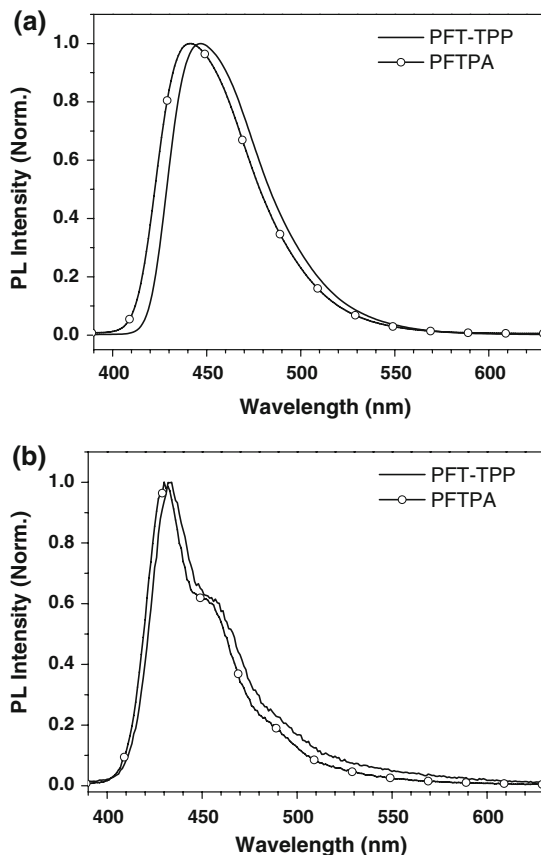 (a)
PFT-TPP
PFTPA
PL Intensity (Norm.)
1.0
0.8
0.6
0.4
0.2
0.0
400 450 500 550 600
Wavelength (nm)
(b)
PFT-TPP
PFTPA
PL Intensity (Norm.)
1.0
0.8
0.6
0.4
0.2
0.0
400 450 500 550 600
Wavelength (nm)